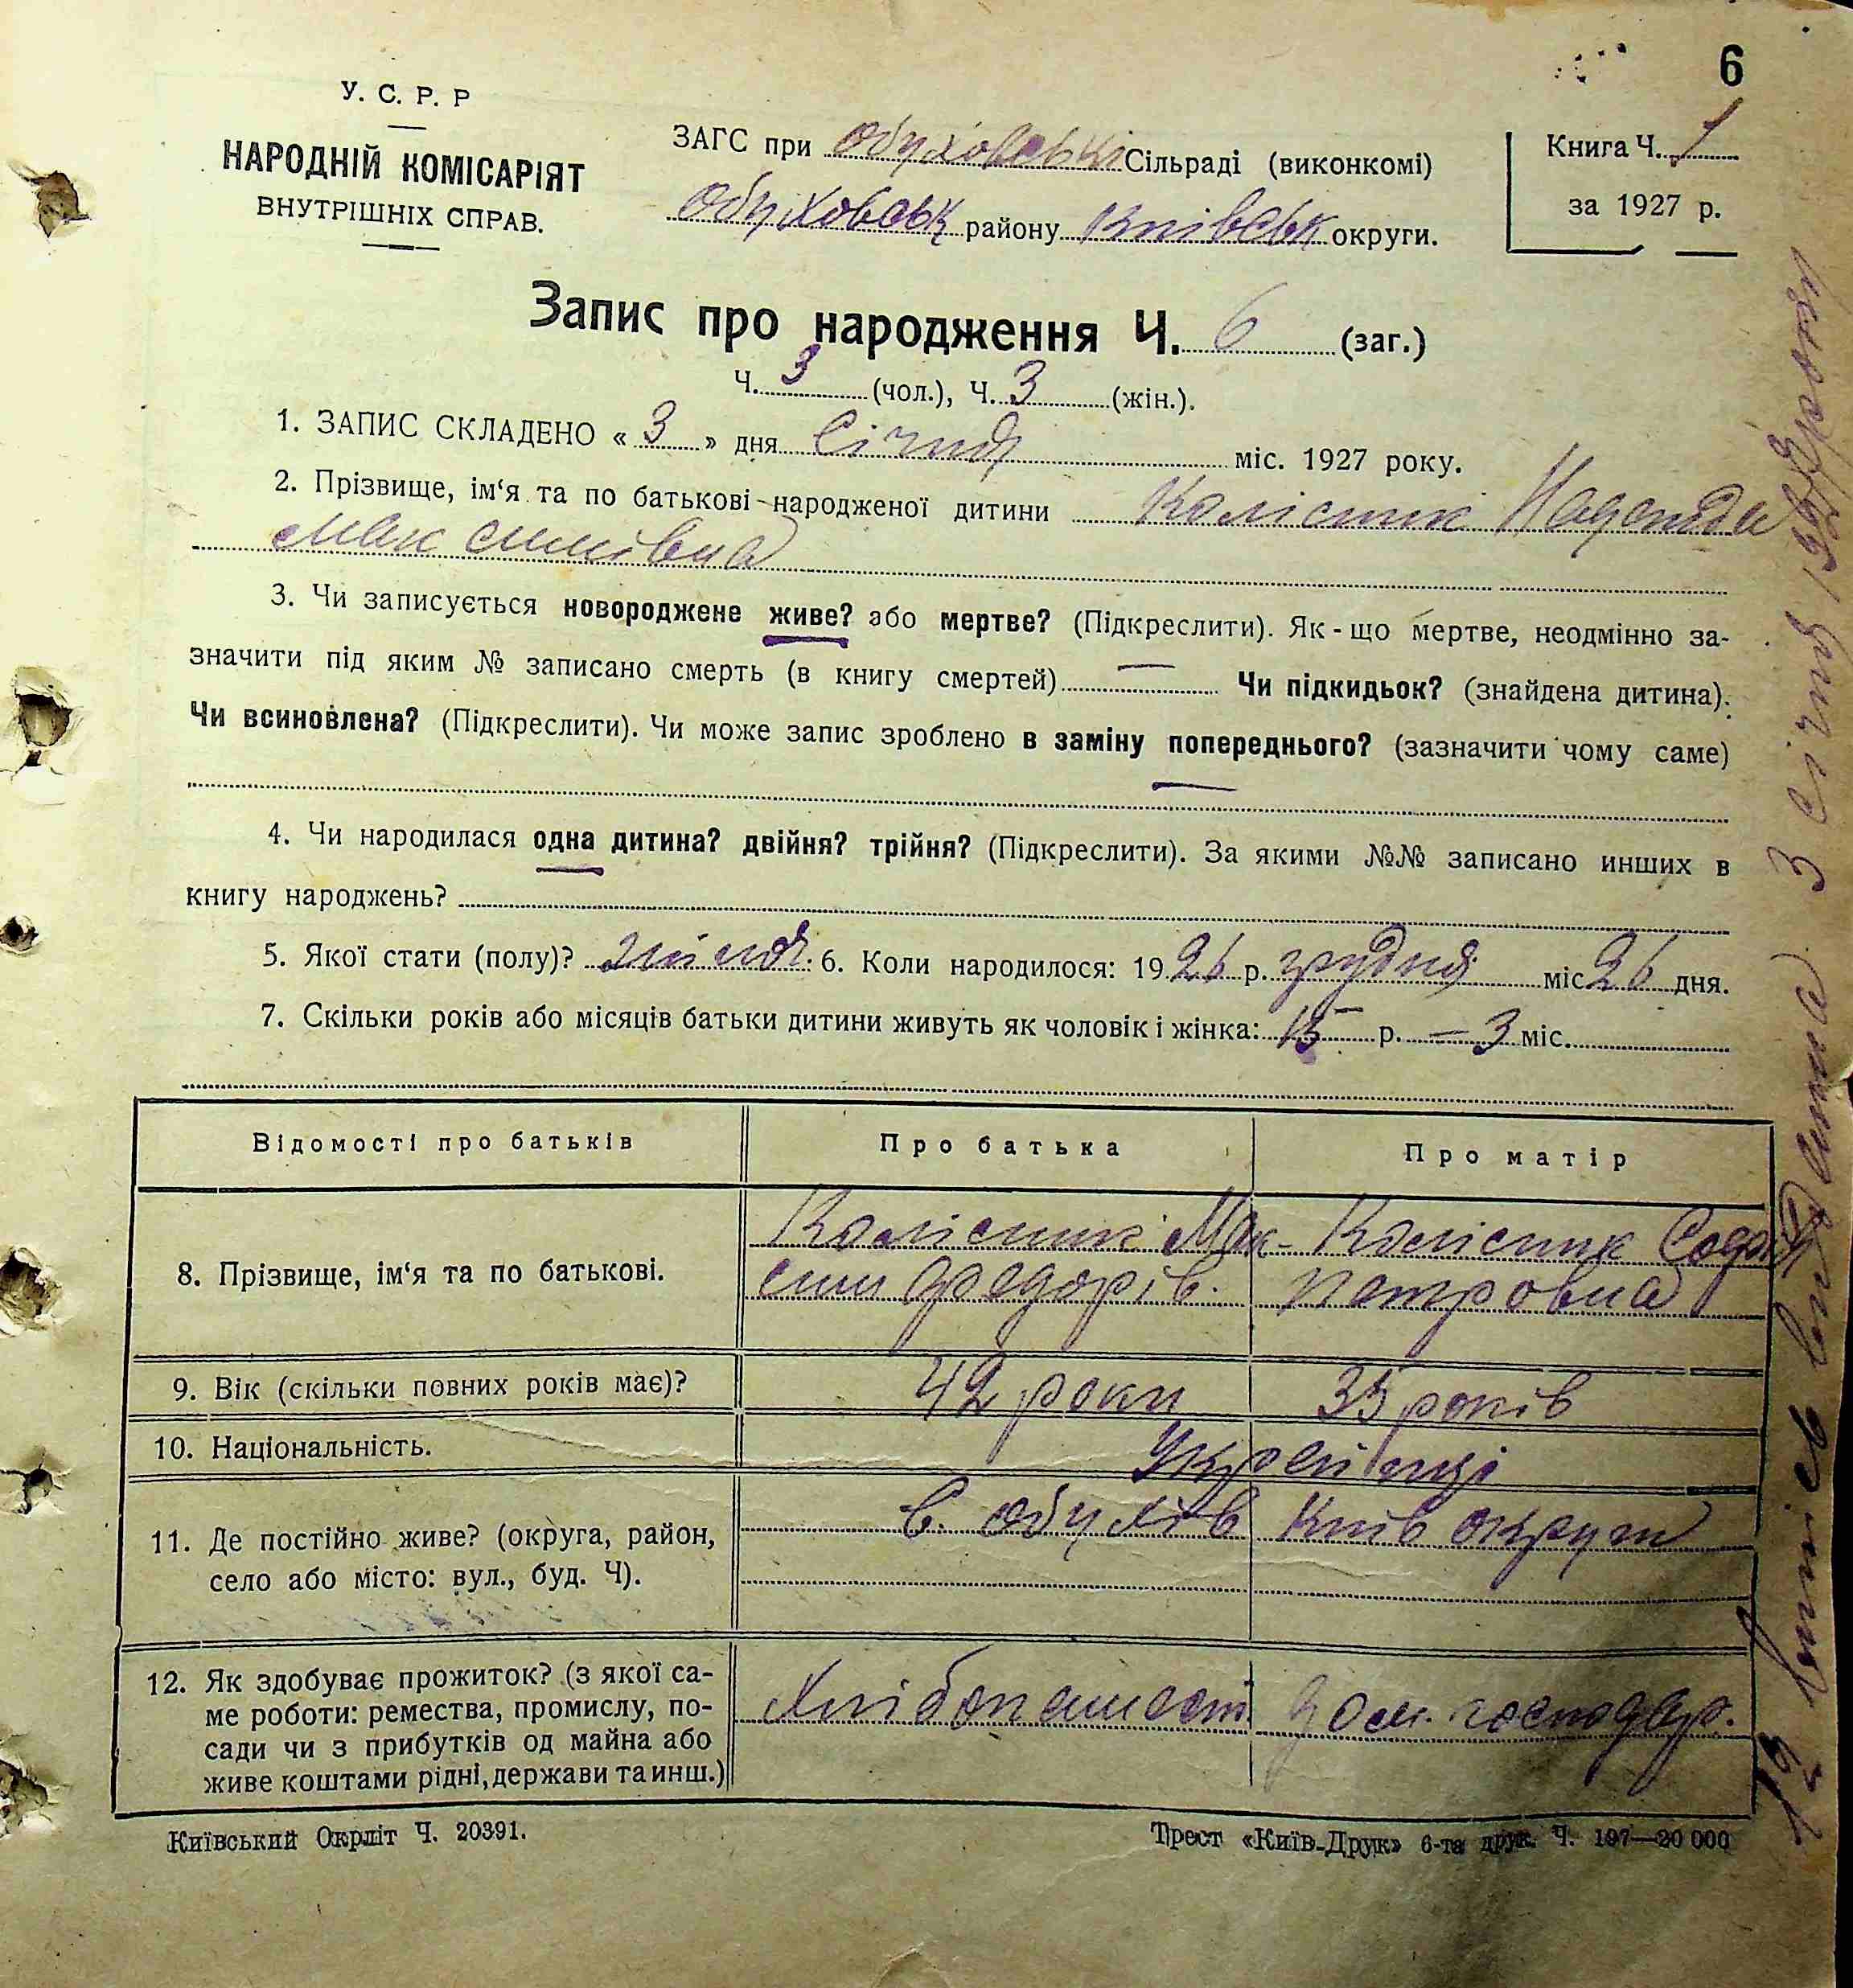 6
У. С. Р. Р
НАРОДНІЙ КОМІСАРІЯТ
ВНУТРІШНІХ СПРАВ.
ЗАГС при Обуховській Сільраді (виконкомі)
Обуховськ району Київськ округи.
Книга Ч. 1
за 1927 р.
Запис про народження Ч. 6 (заг.)
Ч. 3 (чол.), Ч. 3 (жін.).
1. ЗАПИС СКЛАДЕНО « 3 » дня Січня міс. 1927 року.
2. Прізвище, ім‘я та по батькові народженої дитини Колісник Надежда
Максимівна
3. Чи записується новороджене живе? або мертве? (Підкреслити). Як-що мертве, неодмінно за-
значити під яким № записано смерть (в книгу смертей) — Чи підкидьок? (знайдена дитина).
Чи всиновлена? (Підкреслити). Чи може запис зроблено в заміну попереднього? (зазначити чому саме)
4. Чи народилася одна дитина? двійня? трійня? (Підкреслити). За якими №№ записано инших в
книгу народжень?
5. Якої стати (полу)? жіноч. 6. Коли народилося: 1926 р. грудня міс 26 дня.
7. Скільки років або місяців батьки дитини живуть як чоловік і жінка: 15 р. — 3 міс.
Відомості про батьків
Про батька
Про матір
8. Прізвище, ім‘я та по батькові.
Колісник Мак-
сим Федорів.
Колісник Софія
Петровна
9. Вік (скільки повних років має)?
42 роки
35 років
10. Національність.
Українці
11. Де постійно живе? (округа, район,
село або місто: вул., буд. Ч).
с. Обухів Київ округи
12. Як здобуває прожиток? (з якої са-
ме роботи: ремества, промислу, по-
сади чи з прибутків од майна або
живе коштами рідні, держави та инш.)
Хлібопашест
дом. господар.
Київський Окрліт Ч. 20391.
Трест «Київ-Друк» 6-та друк. Ч. 197—20 000
витяг видана 3 Січня